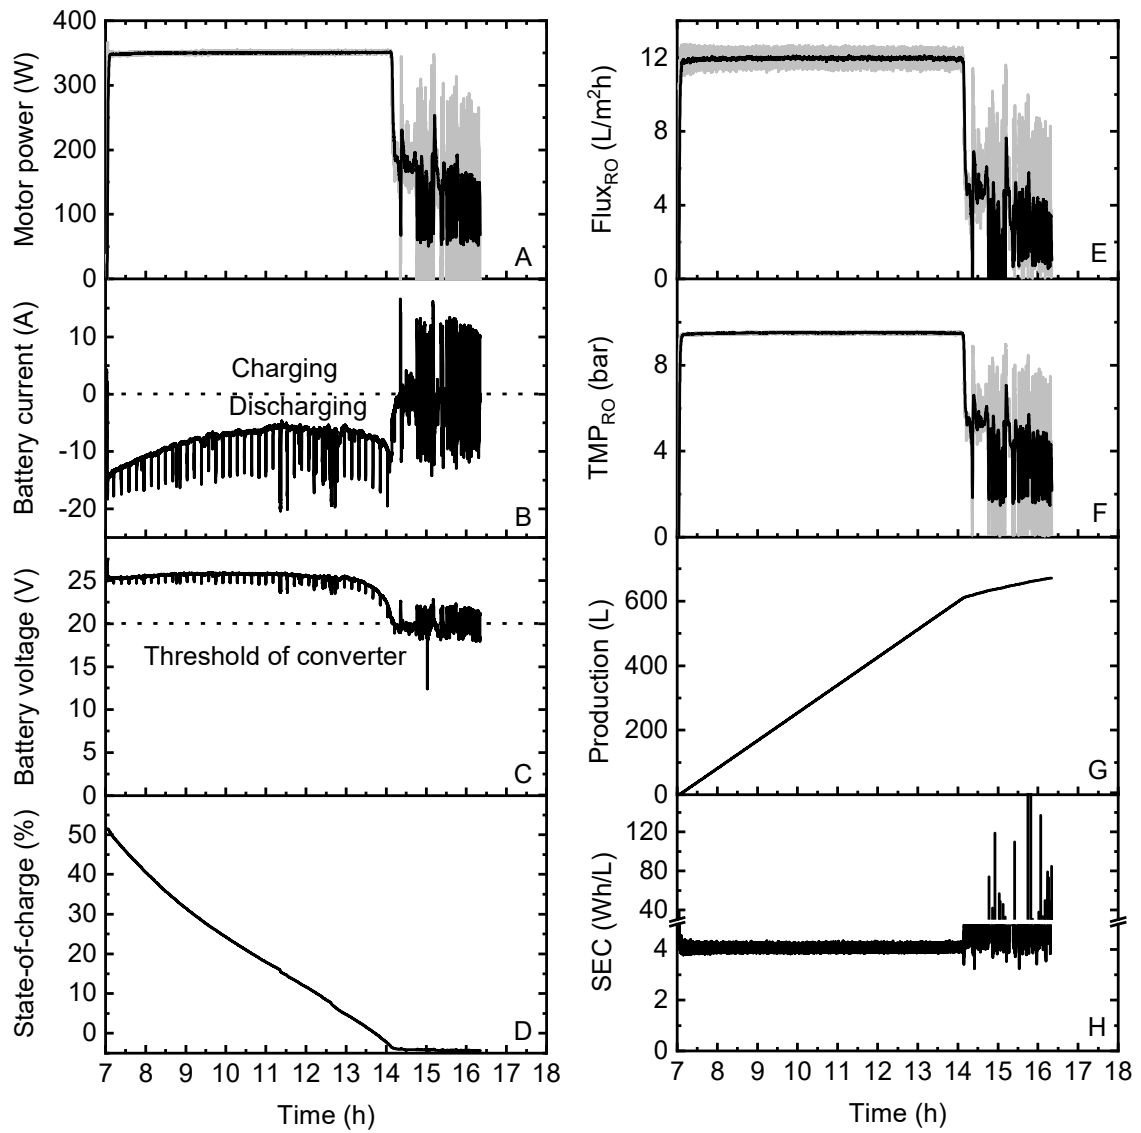 Motor power (W)
400
300
200
100
0
A
Battery current (A)
10
0
-10
-20
Charging
Discharging
B
Battery voltage (V)
25
20
15
10
5
0
Threshold of converter
C
State-of-charge (%)
50
40
30
20
10
0
D
7 8 9 10 11 12 13 14 15 16 17 18
Time (h)
Flux_RO (L/m²h)
12
8
4
0
E
TMP_RO (bar)
8
4
0
F
Production (L)
600
400
200
0
G
SEC (Wh/L)
120
80
40
4
2
0
H
7 8 9 10 11 12 13 14 15 16 17 18
Time (h)